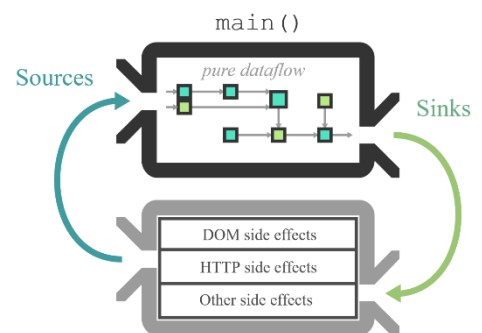 main()
Sources
pure dataflow
Sinks
DOM side effects
HTTP side effects
Other side effects